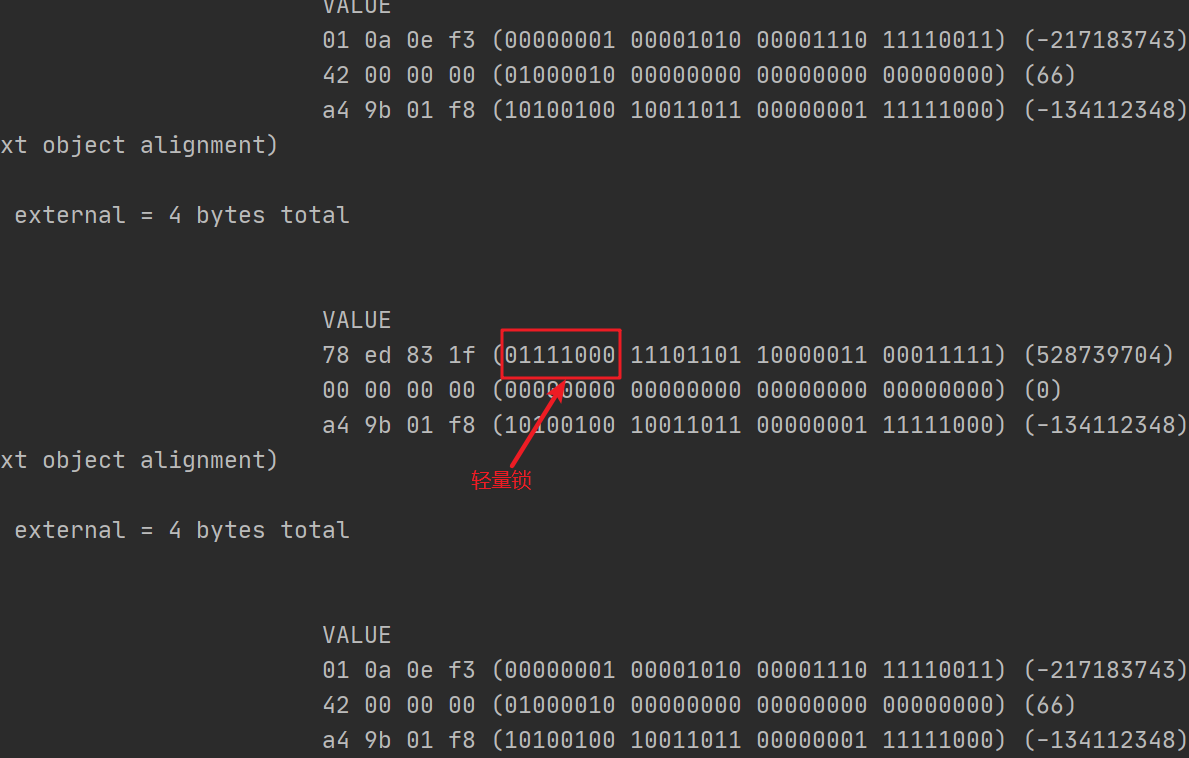 VALUE
01 0a 0e f3 (00000001 00001010 00001110 11110011) (-217183743)
42 00 00 00 (01000010 00000000 00000000 00000000) (66)
a4 9b 01 f8 (10100100 10011011 00000001 11111000) (-134112348)
xt object alignment)
external = 4 bytes total
VALUE
78 ed 83 1f (01111000 11101101 10000011 00011111) (528739704)
00 00 00 00 (00000000 00000000 00000000 00000000) (0)
a4 9b 01 f8 (10100100 10011011 00000001 11111000) (-134112348)
xt object alignment)
轻量锁
external = 4 bytes total
VALUE
01 0a 0e f3 (00000001 00001010 00001110 11110011) (-217183743)
42 00 00 00 (01000010 00000000 00000000 00000000) (66)
a4 9b 01 f8 (10100100 10011011 00000001 11111000) (-134112348)